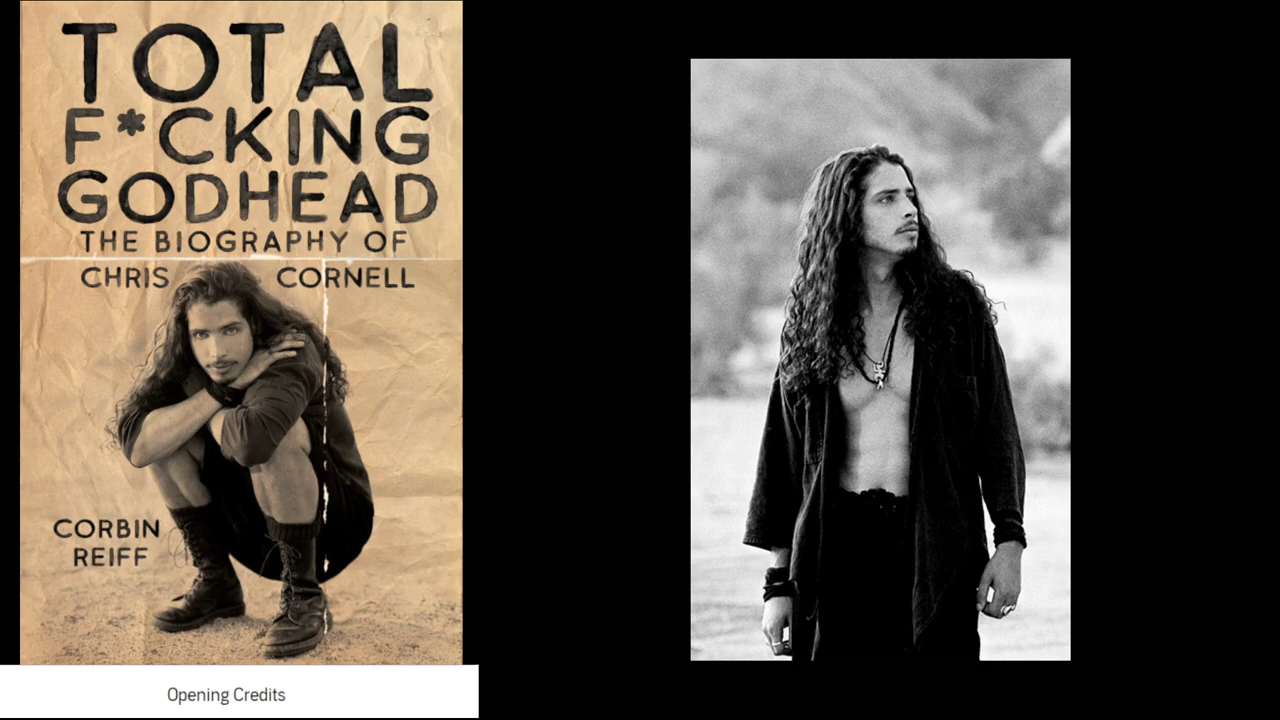 TOTAL
F*CKING
GODHEAD
THE BIOGRAPHY OF
CHRIS CORNELL
CORBIN
REIFF
Opening Credits